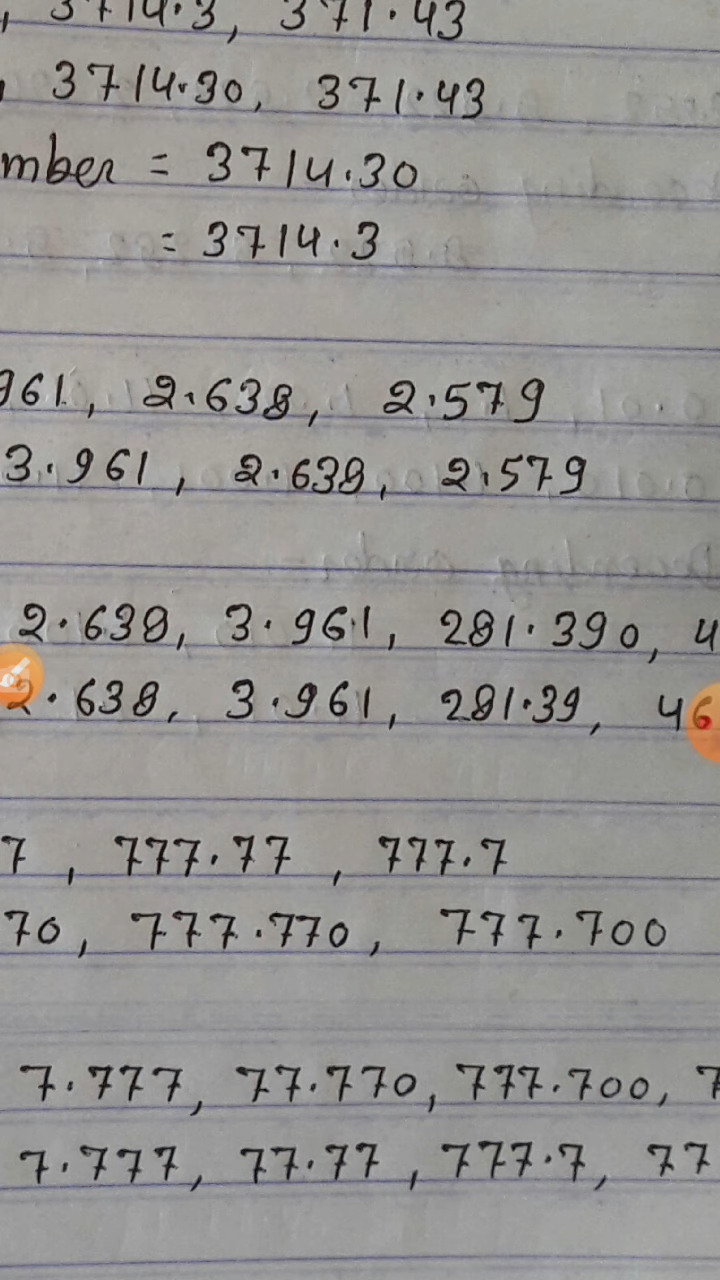 , 3714.3, 371.43
3714.30, 371.43
mber = 3714.30
= 3714.3
961, 2.638, 2.579
3.961, 2.638, 2.579
2.638, 3.961, 281.390, 4
2.638, 3.961, 281.39, 46
7, 777.77, 777.7
70, 777.770, 777.700
7.777, 77.770, 777.700, 7
7.777, 77.77, 777.7, 77